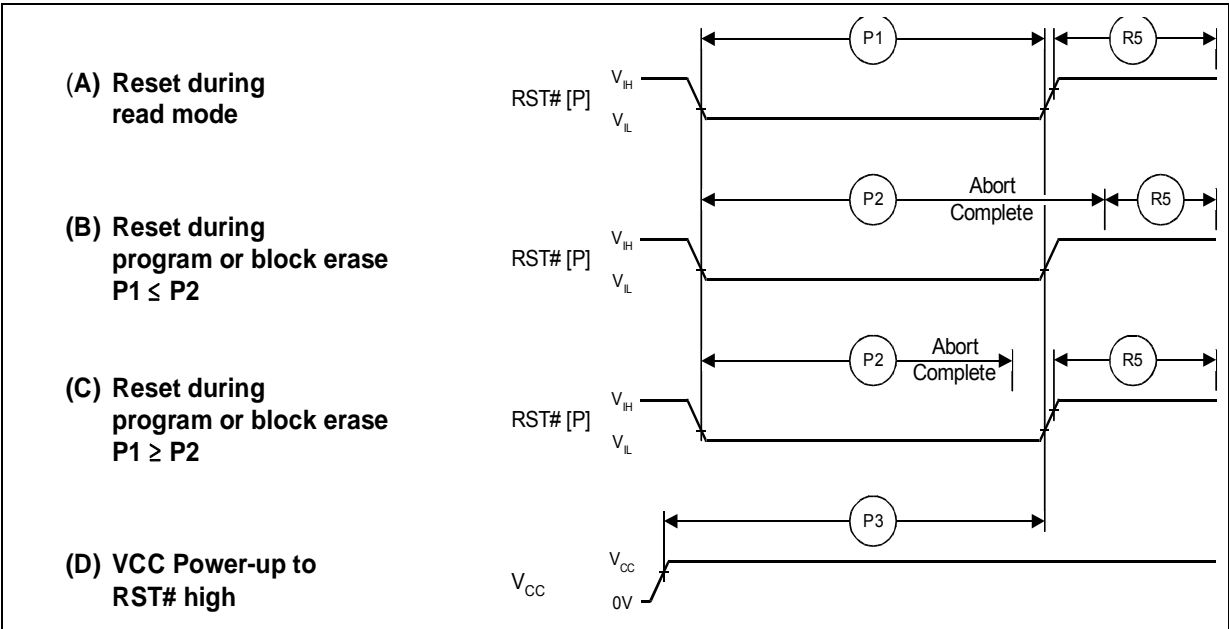 P1
R5
(A) Reset during
read mode
RST# [P]
VIH
VIL
P2
Abort
Complete
R5
(B) Reset during
program or block erase
P1 ≤ P2
RST# [P]
VIH
VIL
P2
Abort
Complete
R5
(C) Reset during
program or block erase
P1 ≥ P2
RST# [P]
VIH
VIL
P3
(D) VCC Power-up to
RST# high
VCC
VCC
0V